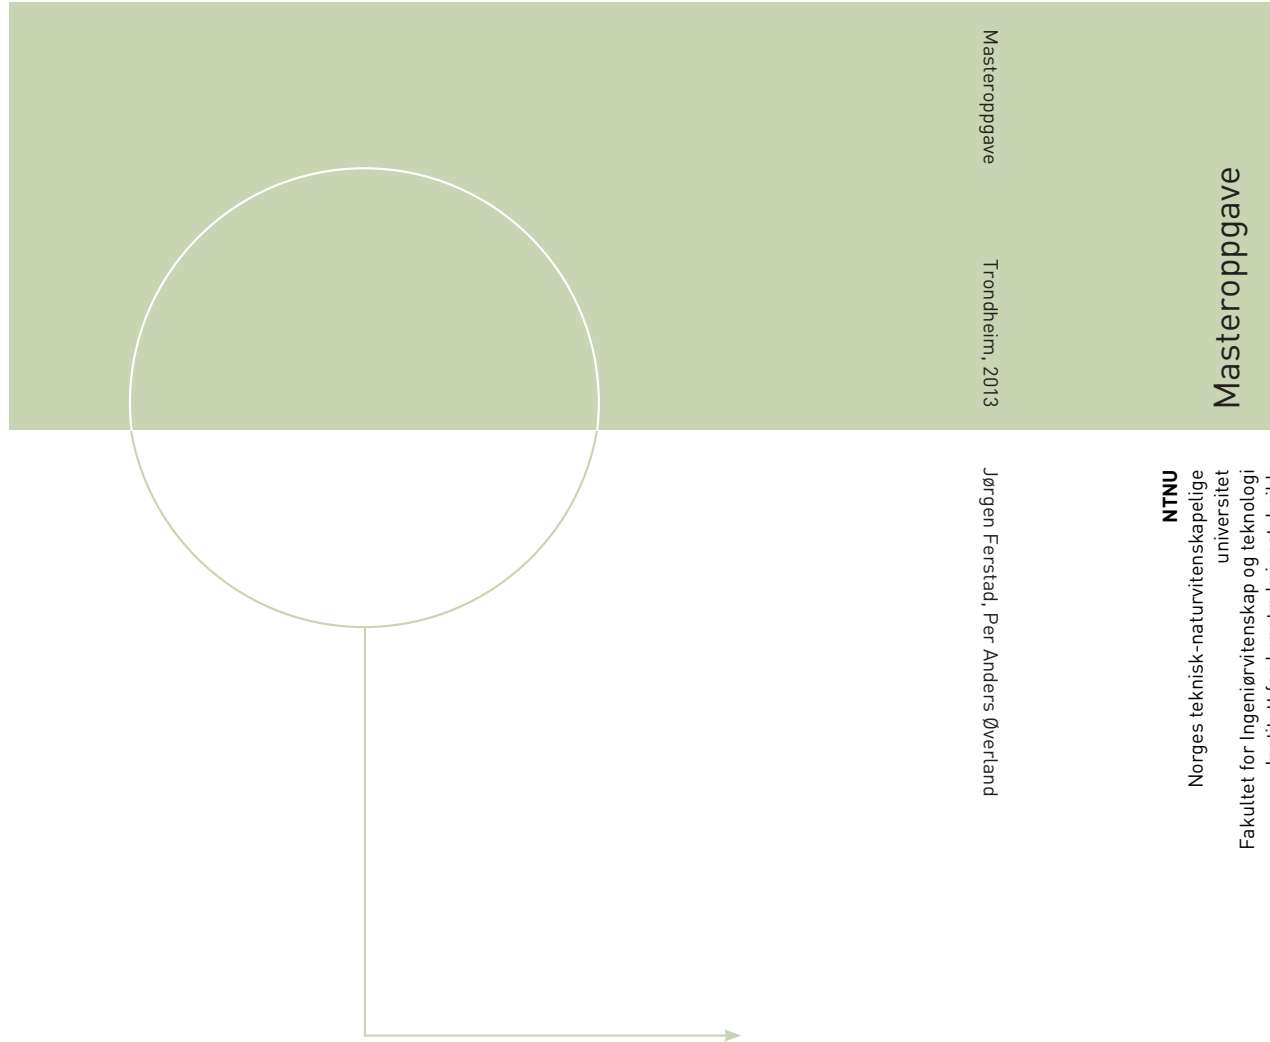 Masteroppgave
Trondheim, 2013
Jørgen Ferstad, Per Anders Øverland
Masteroppgave
NTNU
Norges teknisk-naturvitenskapelige
universitet
Fakultet for Ingeniørvitenskap og teknologi